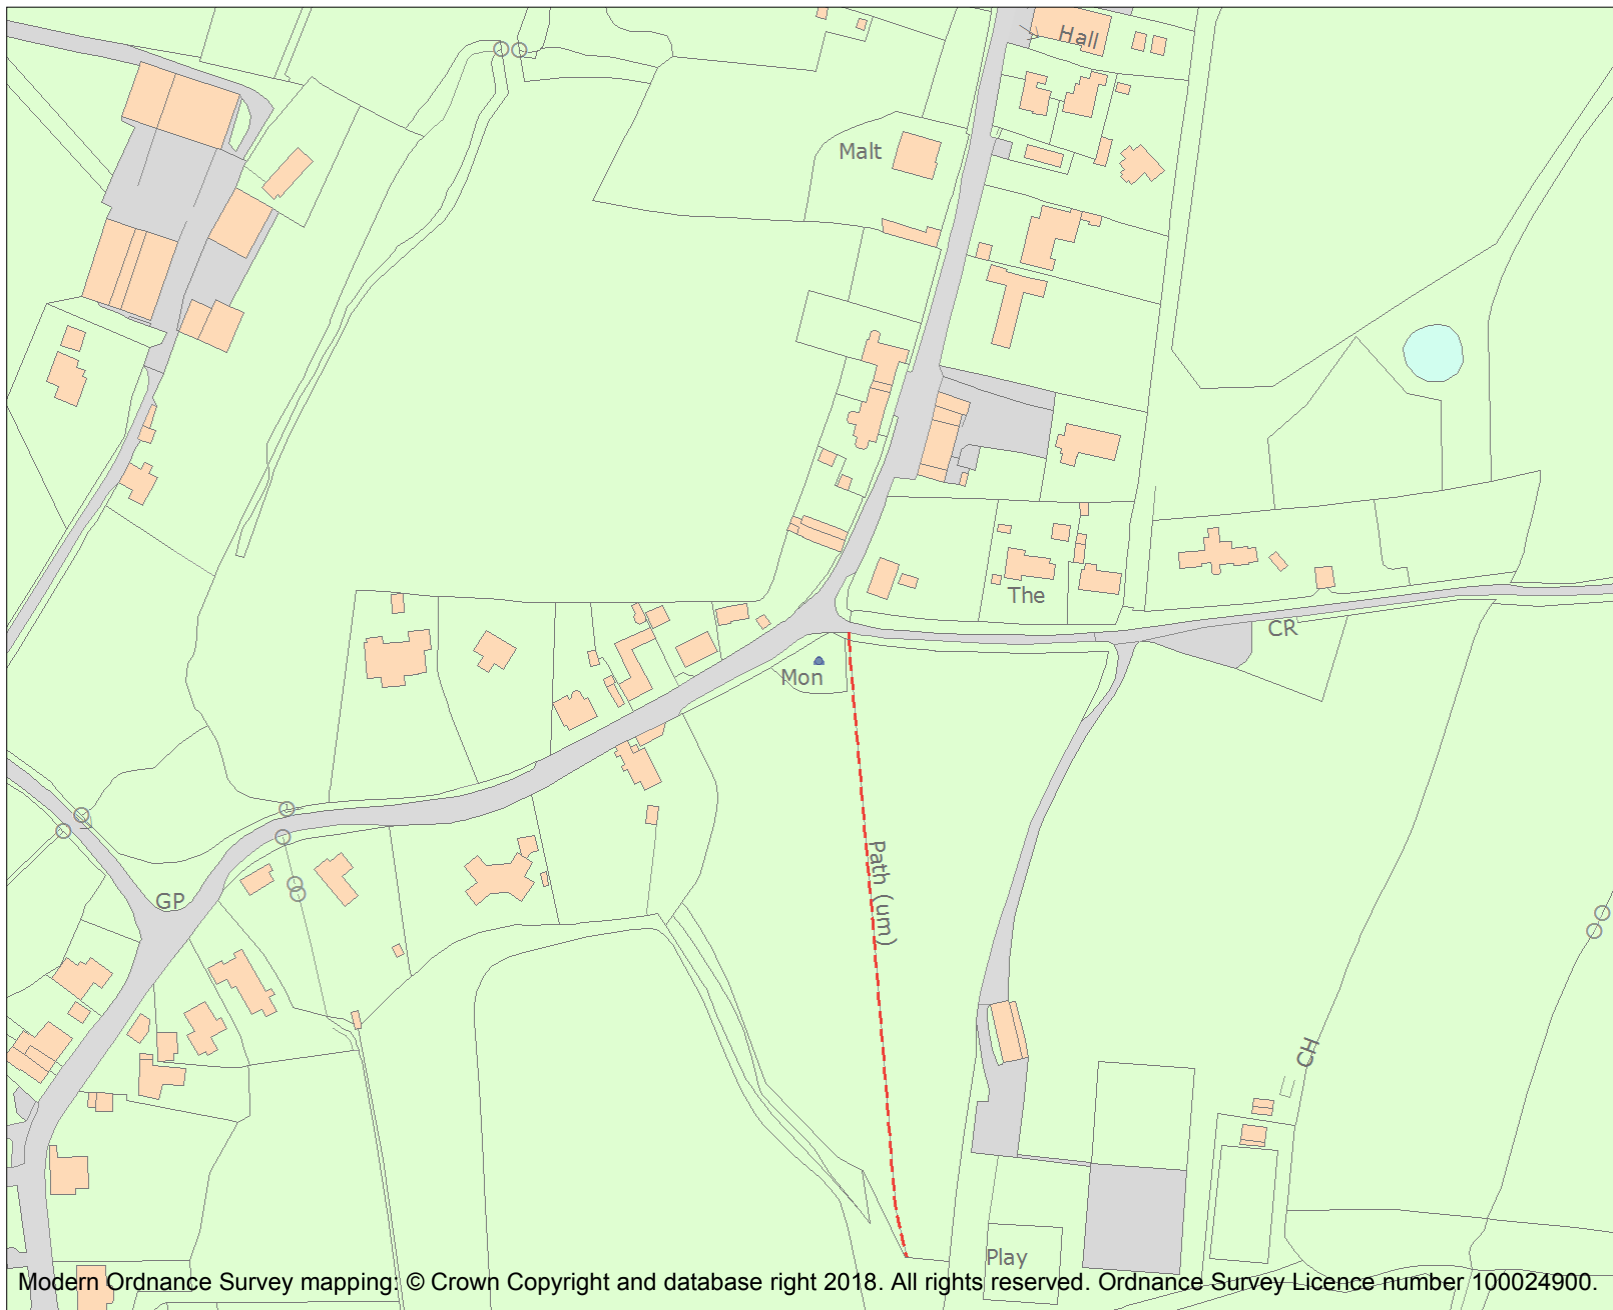 Hall
Malt
The
CR
Mon
Path (um)
GP
CH
Play
Modern Ordnance Survey mapping: © Crown Copyright and database right 2018. All rights reserved. Ordnance Survey Licence number 100024900.